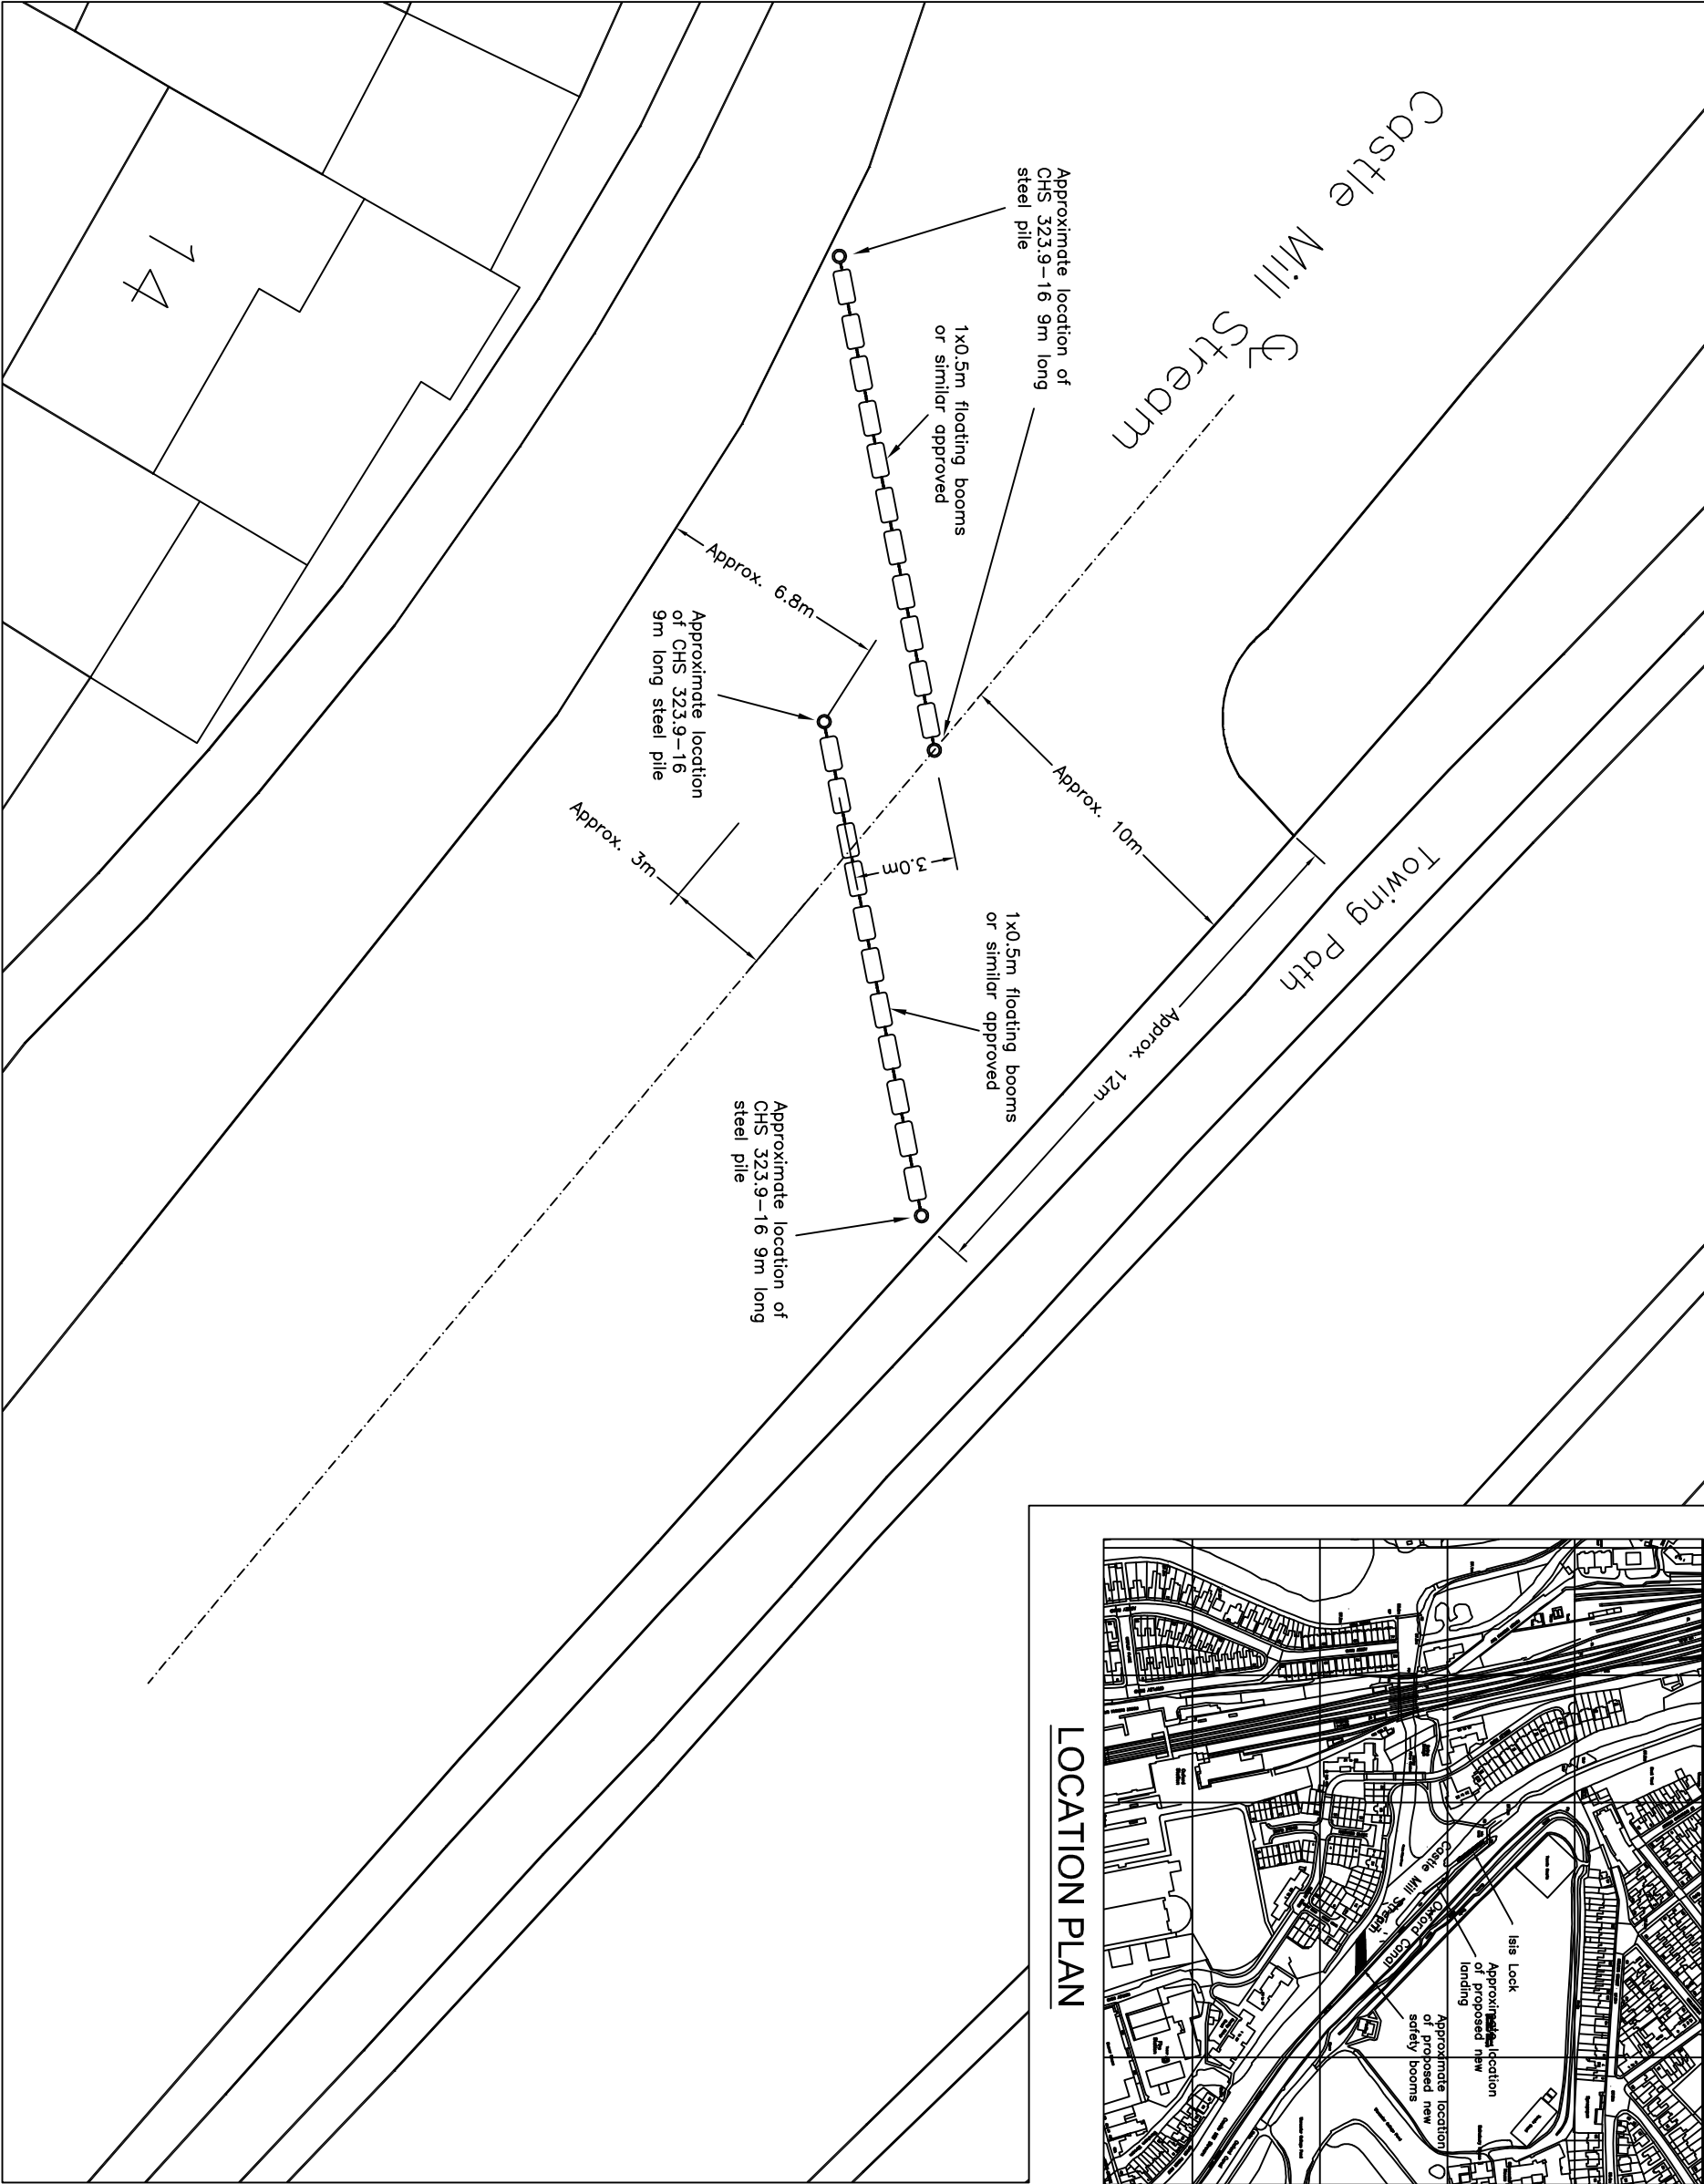 Castle Mill
Stream
CL
Approximate location of
CHS 323.9-16 9m long
steel pile
1x0.5m floating booms
or similar approved
Approx. 6.8m
Approximate location
of CHS 323.9-16
9m long steel pile
Approx. 3m
3.0m
Approx. 10m
Towing Path
Approx. 12m
1x0.5m floating booms
or similar approved
Approximate location of
CHS 323.9-16 9m long
steel pile
14
Isis Lock
Approximate location
of proposed new
landing
Approximate location
of proposed new
safety booms
Castle Mill Stream
Oxford Canal
LOCATION PLAN